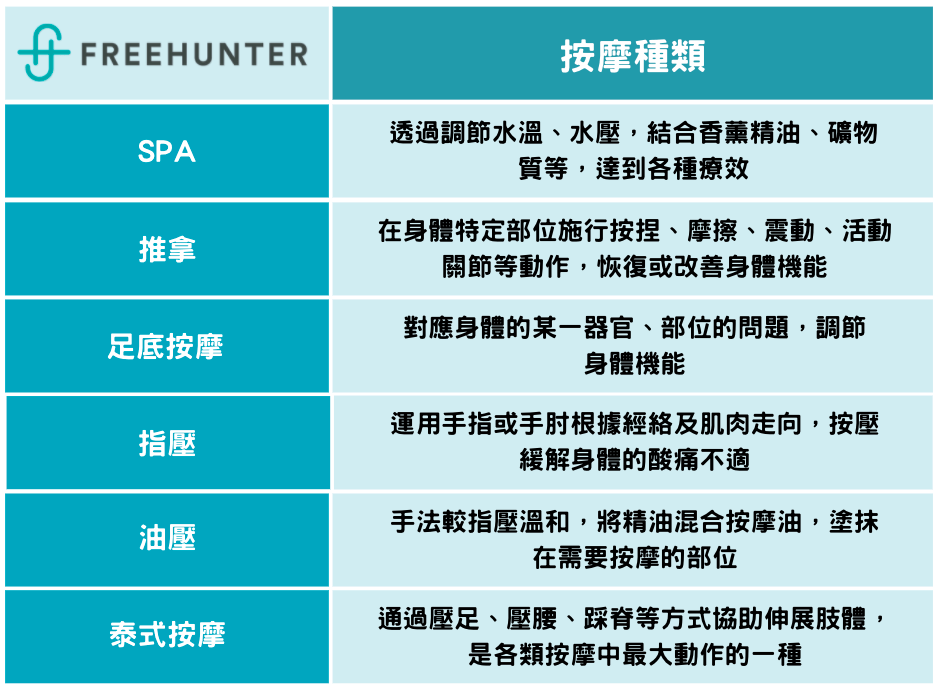 FREEHUNTER
按摩種類
SPA
透過調節水溫、水壓，結合香薰精油、礦物
質等，達到各種療效
推拿
在身體特定部位施行按捏、摩擦、震動、活動
關節等動作，恢復或改善身體機能
足底按摩
對應身體的某一器官、部位的問題，調節
身體機能
指壓
運用手指或手肘根據經絡及肌肉走向，按壓
緩解身體的酸痛不適
油壓
手法較指壓溫和，將精油混合按摩油，塗抹
在需要按摩的部位
泰式按摩
通過壓足、壓腰、踩脊等方式協助伸展肢體，
是各類按摩中最大動作的一種